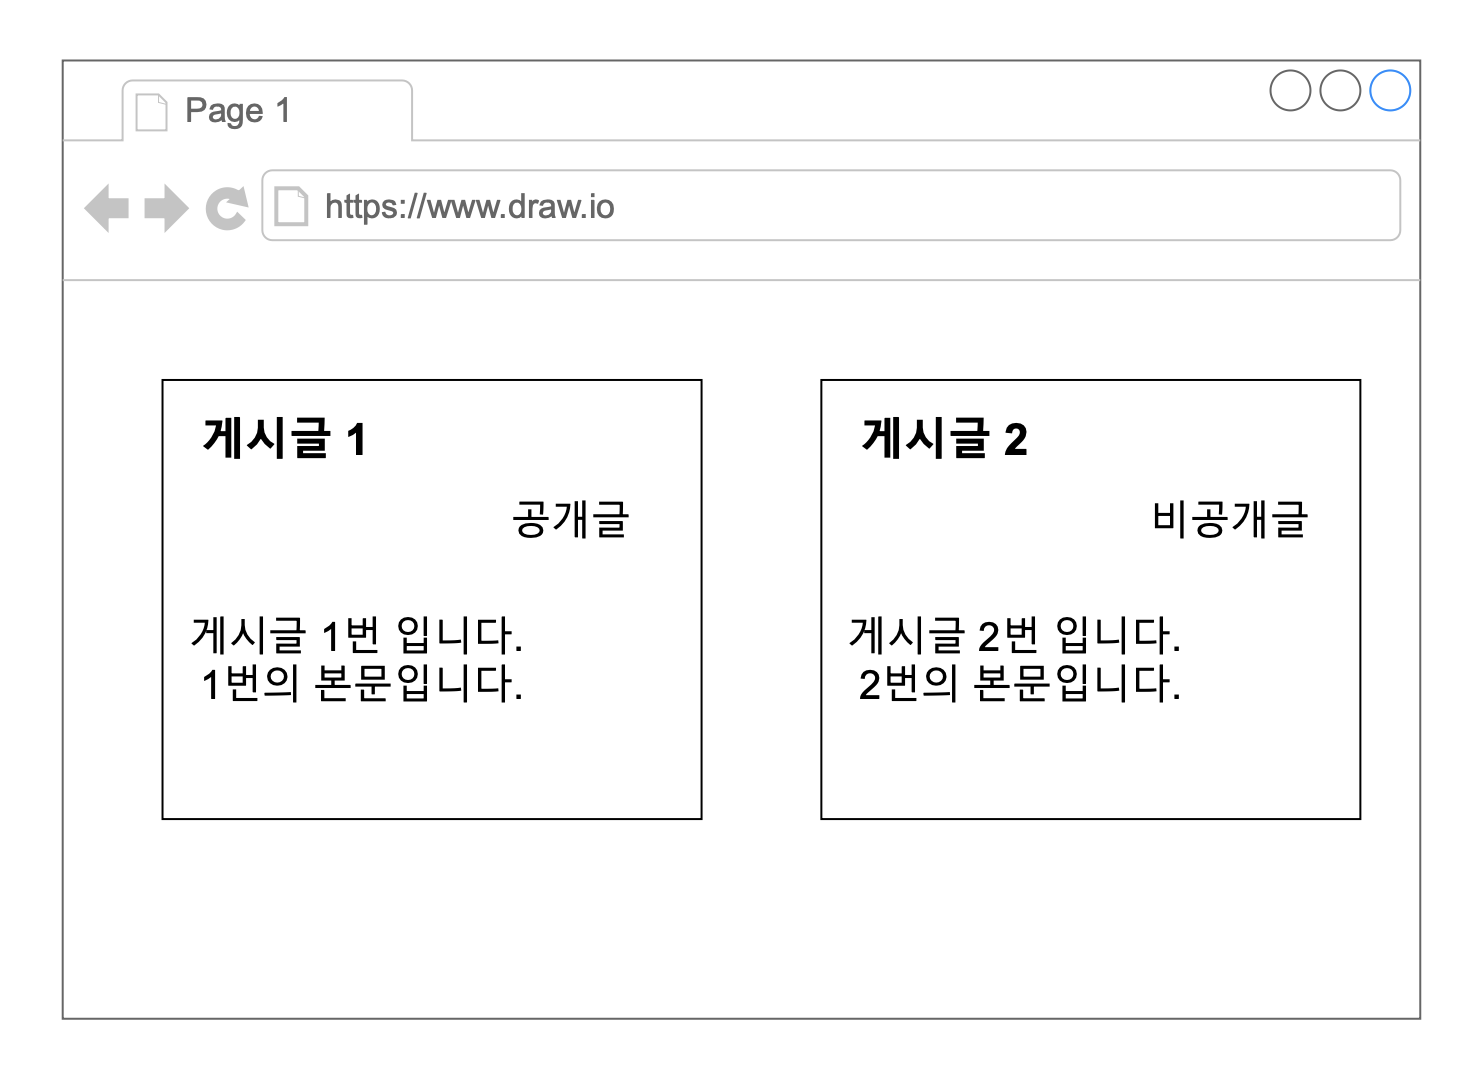 Page 1
https://www.draw.io
게시글 1
공개글
게시글 1번 입니다.
1번의 본문입니다.
게시글 2
비공개글
게시글 2번 입니다.
2번의 본문입니다.